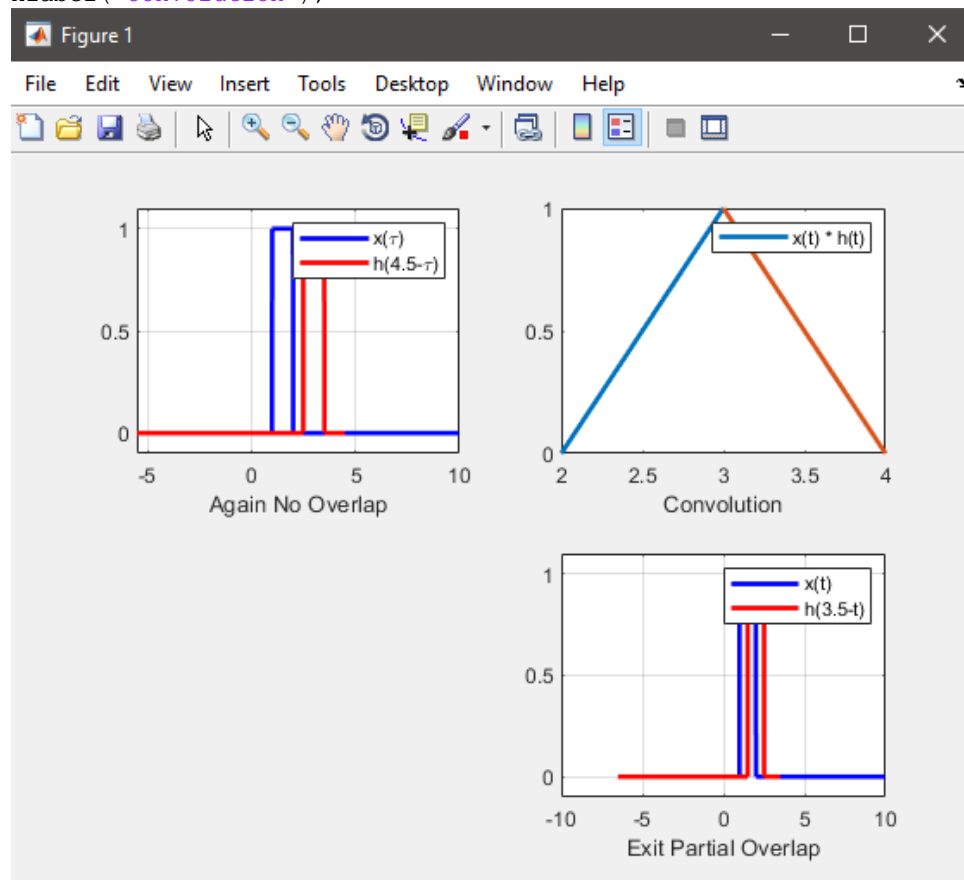 Figure 1
File Edit View Insert Tools Desktop Window Help
1
0.5
0
-5 0 5 10
Again No Overlap
x(τ)
h(4.5-τ)
1
0.5
0
2 2.5 3 3.5 4
Convolution
x(t) * h(t)
1
0.5
0
-10 -5 0 5 10
Exit Partial Overlap
x(t)
h(3.5-t)